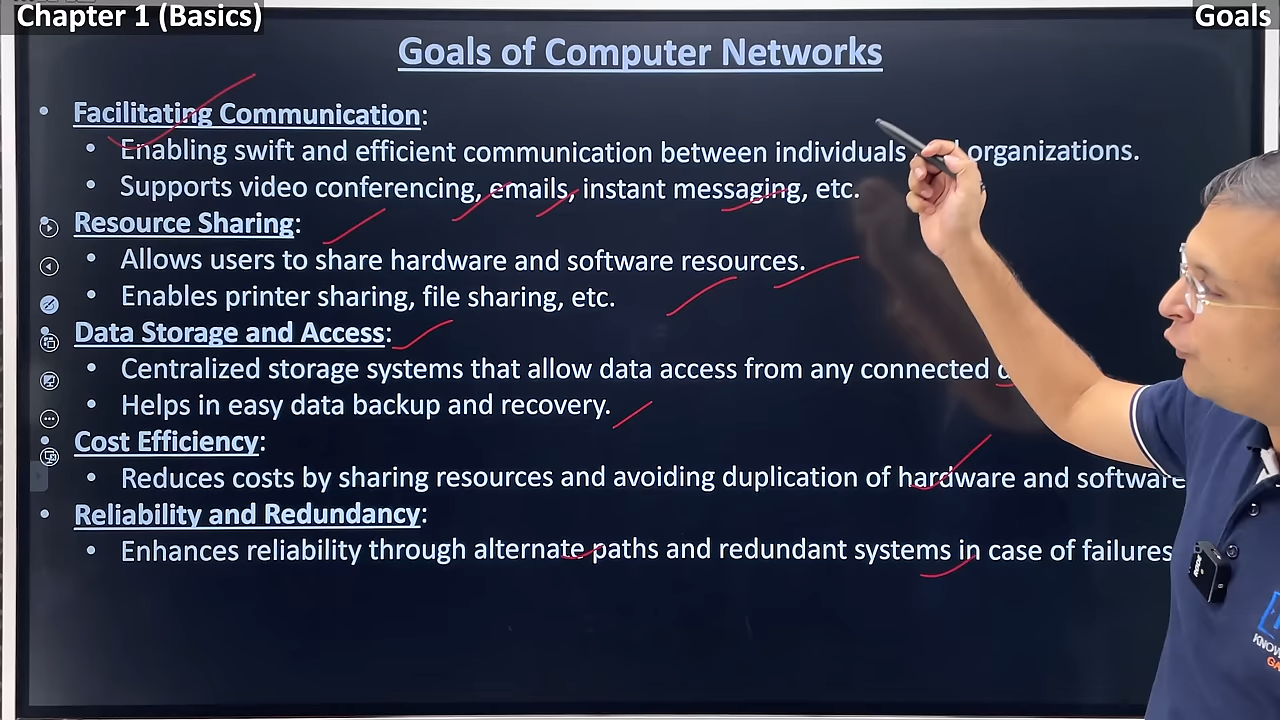 Chapter 1 (Basics)
Goals
Goals of Computer Networks
• Facilitating Communication:
• Enabling swift and efficient communication between individuals organizations.
• Supports video conferencing, emails, instant messaging, etc.
• Resource Sharing:
• Allows users to share hardware and software resources.
• Enables printer sharing, file sharing, etc.
• Data Storage and Access:
• Centralized storage systems that allow data access from any connected
• Helps in easy data backup and recovery.
• Cost Efficiency:
• Reduces costs by sharing resources and avoiding duplication of hardware and software
• Reliability and Redundancy:
• Enhances reliability through alternate paths and redundant systems in case of failures